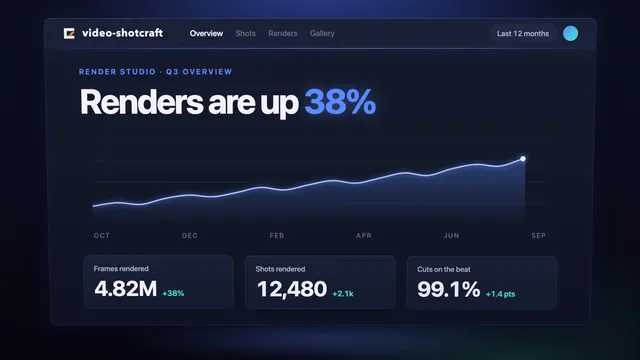 video-shotcraft Overview Shots Renders Gallery Last 12 months
RENDER STUDIO · Q3 OVERVIEW
Renders are up 38%
OCT DEC FEB APR JUN SEP
Frames rendered
4.82M +38%
Shots rendered
12,480 +2.1k
Cuts on the beat
99.1% +1.4 pts